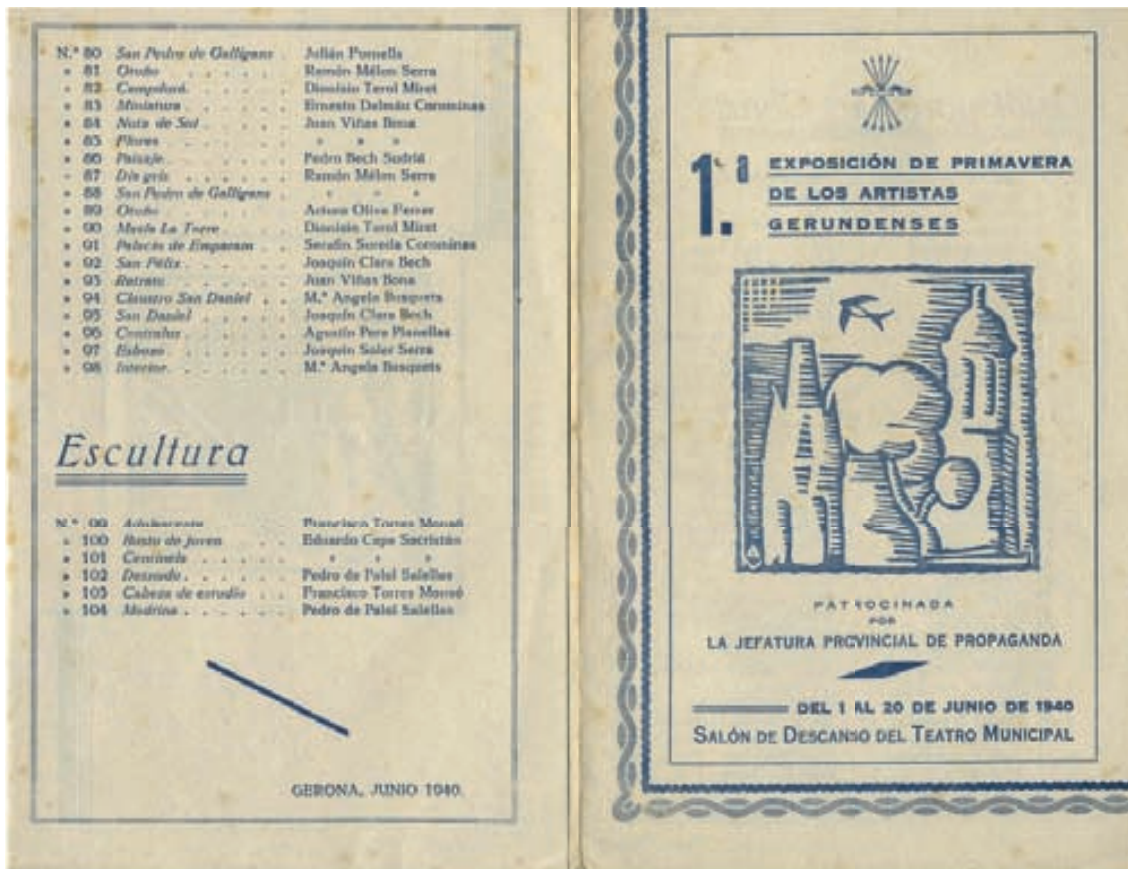 N.º 80 San Pedro de Galligans . Julián Pumella
» 81 Otoño . . . . . Ramón Mélon Serra
» 82 Campdurá . . . . . Dionisio Terol Miret
» 83 Miniatura . . . . . Ernesto Dalmáu Corominas
» 84 Nota de Sol . . . . . Juan Viñas Bona
» 85 Flores . . . . . » » »
» 86 Paisaje . . . . . Pedro Bech Sudriá
» 87 Día gris . . . . . Ramón Mélon Serra
» 88 San Pedro de Galligans . » » »
» 89 Otoño . . . . . Arturo Oliva Ferrer
» 90 Masía La Torre . . . Dionisio Terol Miret
» 91 Palacio de Emparam . . Serafín Sureda Corominas
» 92 San Félix . . . . . Joaquín Clara Bech
» 93 Retrato . . . . . Juan Viñas Bona
» 94 Claustro San Daniel . . M.ª Angela Busquets
» 95 San Daniel . . . . . Joaquín Clara Bech
» 96 Contraluz . . . . . Agustín Pera Planellas
» 97 Esbozo . . . . . Joaquín Soler Serra
» 98 Interior . . . . . M.ª Angela Busquets
Escultura
N.º 99 Adolescente Francisco Torres Monsó
» 100 Busto de joven . . Eduardo Capa Sacristán
» 101 Centinela . . . . . » » »
» 102 Desnudo . . . . . Pedro de Palol Salellas
» 103 Cabeza de estudio . . Francisco Torres Monsó
» 104 Madrina . . . . . Pedro de Palol Salellas
GERONA, JUNIO 1940.
1.ª EXPOSICIÓN DE PRIMAVERA
DE LOS ARTISTAS
GERUNDENSES
PATROCINADA
POR
LA JEFATURA PROVINCIAL DE PROPAGANDA
DEL 1 AL 20 DE JUNIO DE 1940
SALÓN DE DESCANSO DEL TEATRO MUNICIPAL